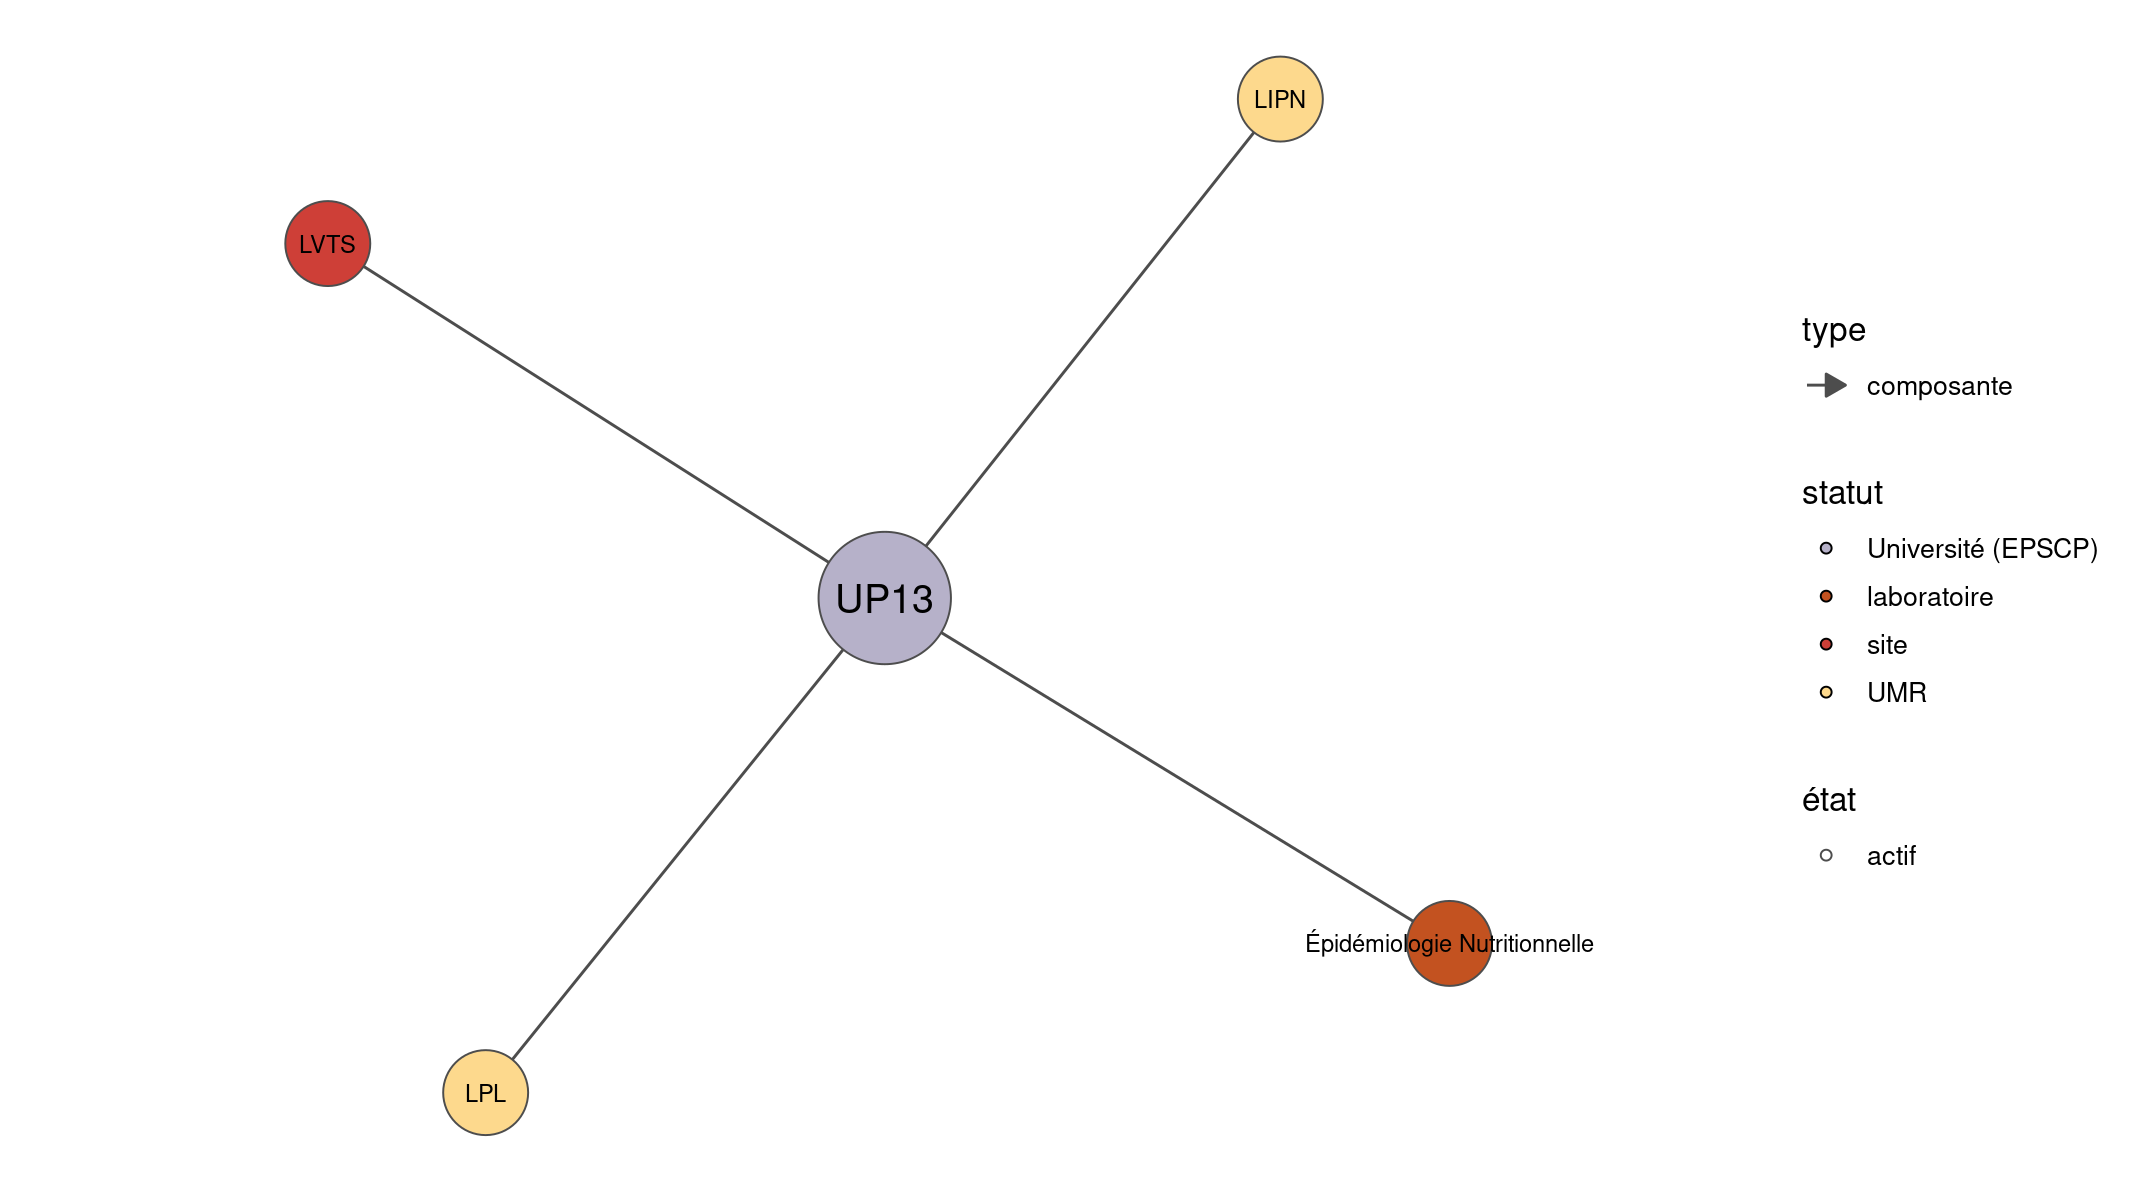 LIPN
LVTS
UP13
Épidémiologie Nutritionnelle
LPL
type
composante
statut
Université (EPSCP)
laboratoire
site
UMR
état
actif